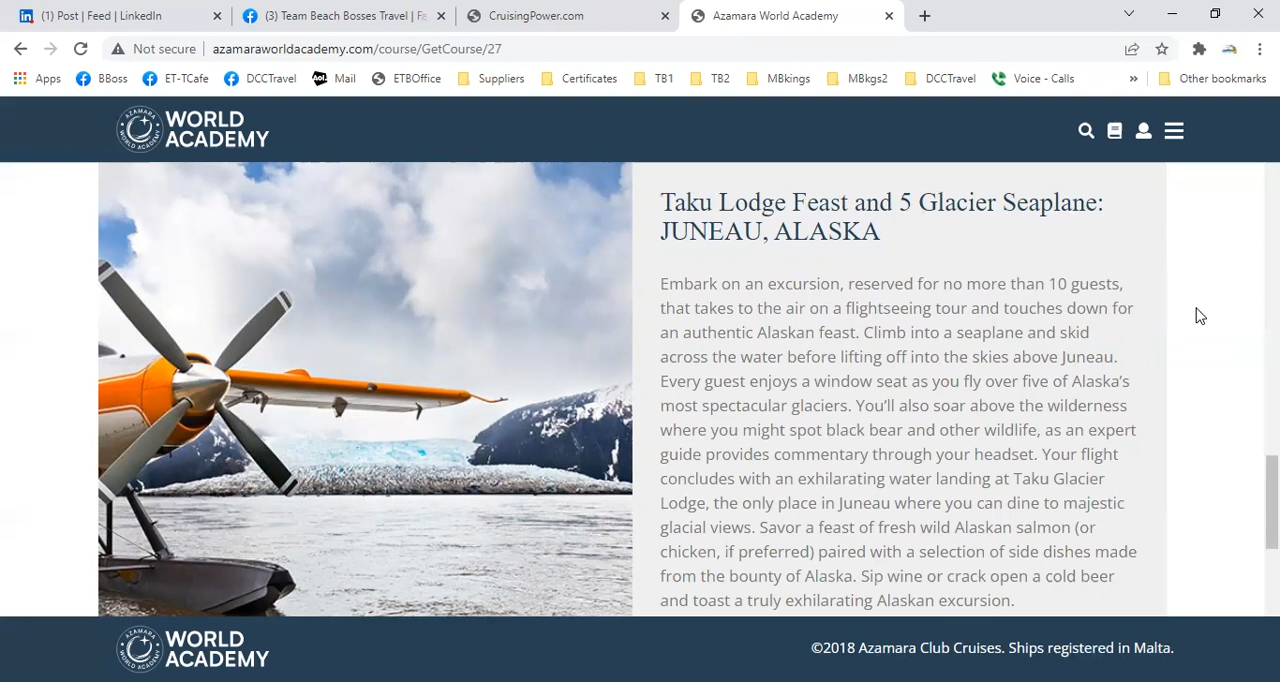 (1) Post | Feed | LinkedIn
(3) Team Beach Bosses Travel | Fa
CruisingPower.com
Azamara World Academy
Not secure
azamaraworldacademy.com/course/GetCourse/27
Apps
BBoss
ET-TCafe
DCCTravel
Aol.
Mail
ETBOffice
Suppliers
Certificates
TB1
TB2
MBkings
MBkgs2
DCCTravel
Voice - Calls
»
Other bookmarks
AZAMARA WORLD ACADEMY
WORLD
ACADEMY
Taku Lodge Feast and 5 Glacier Seaplane:
JUNEAU, ALASKA
Embark on an excursion, reserved for no more than 10 guests,
that takes to the air on a flightseeing tour and touches down for
an authentic Alaskan feast. Climb into a seaplane and skid
across the water before lifting off into the skies above Juneau.
Every guest enjoys a window seat as you fly over five of Alaska’s
most spectacular glaciers. You’ll also soar above the wilderness
where you might spot black bear and other wildlife, as an expert
guide provides commentary through your headset. Your flight
concludes with an exhilarating water landing at Taku Glacier
Lodge, the only place in Juneau where you can dine to majestic
glacial views. Savor a feast of fresh wild Alaskan salmon (or
chicken, if preferred) paired with a selection of side dishes made
from the bounty of Alaska. Sip wine or crack open a cold beer
and toast a truly exhilarating Alaskan excursion.
AZAMARA WORLD ACADEMY
WORLD
ACADEMY
©2018 Azamara Club Cruises. Ships registered in Malta.